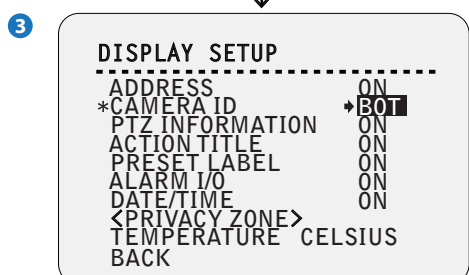 3
DISPLAY SETUP
ADDRESS ON
*CAMERA ID BOT
PTZ INFORMATION ON
ACTION TITLE ON
PRESET LABEL ON
ALARM I/O ON
DATE/TIME ON
<PRIVACY ZONE>
TEMPERATURE CELSIUS
BACK